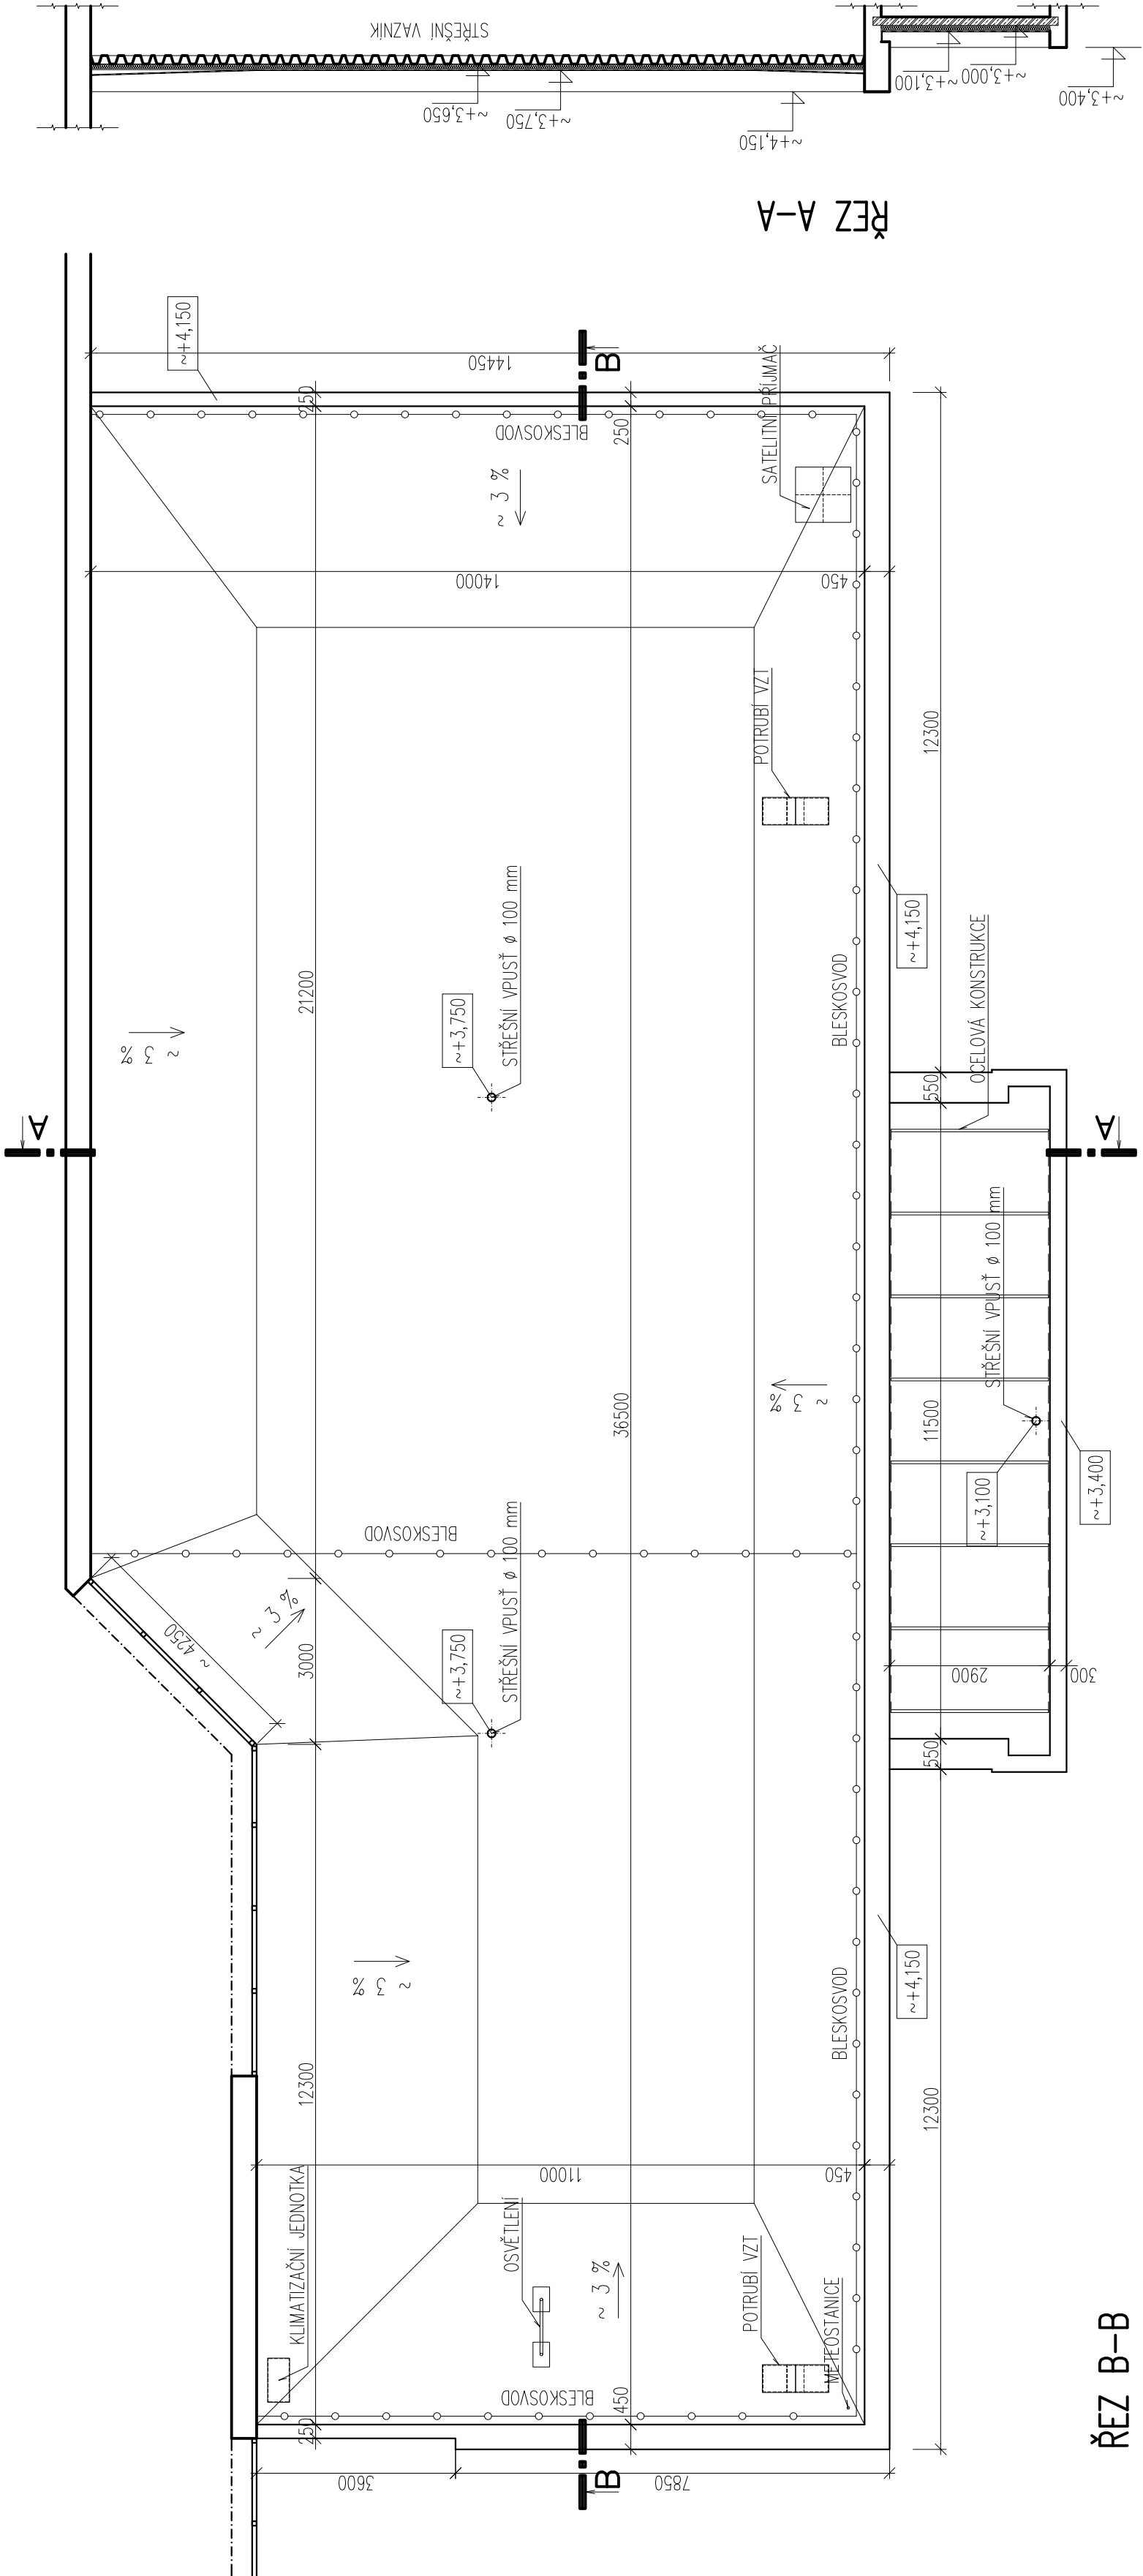 STŘEŠNÍ VAZNÍK
~+3,650
~+3,750
~+4,150
~+3,100
~+3,000
~+3,400
ŘEZ A-A
~+4,150
14450
B
SATELITNÍ PŘÍJMAČ
250
250
BLESKOSVOD
~ 3 %
14000
450
POTRUBÍ VZT
12300
21200
STŘEŠNÍ VPUSŤ ø 100 mm
~+3,750
~+4,150
BLESKOSVOD
OCELOVÁ KONSTRUKCE
~ 3 %
A
A
550
STŘEŠNÍ VPUSŤ ø 100 mm
~ 3 %
36500
11500
~+3,100
~+3,400
BLESKOSVOD
STŘEŠNÍ VPUSŤ ø 100 mm
~ 3 %
~ 4250
3000
~+3,750
2900
300
550
~ 3 %
BLESKOSVOD
~+4,150
12300
12300
11000
450
KLIMATIZAČNÍ JEDNOTKA
OSVĚTLENÍ
~ 3 %
POTRUBÍ VZT
METEOSTANICE
BLESKOSVOD
250
450
3600
7850
B
ŘEZ B-B